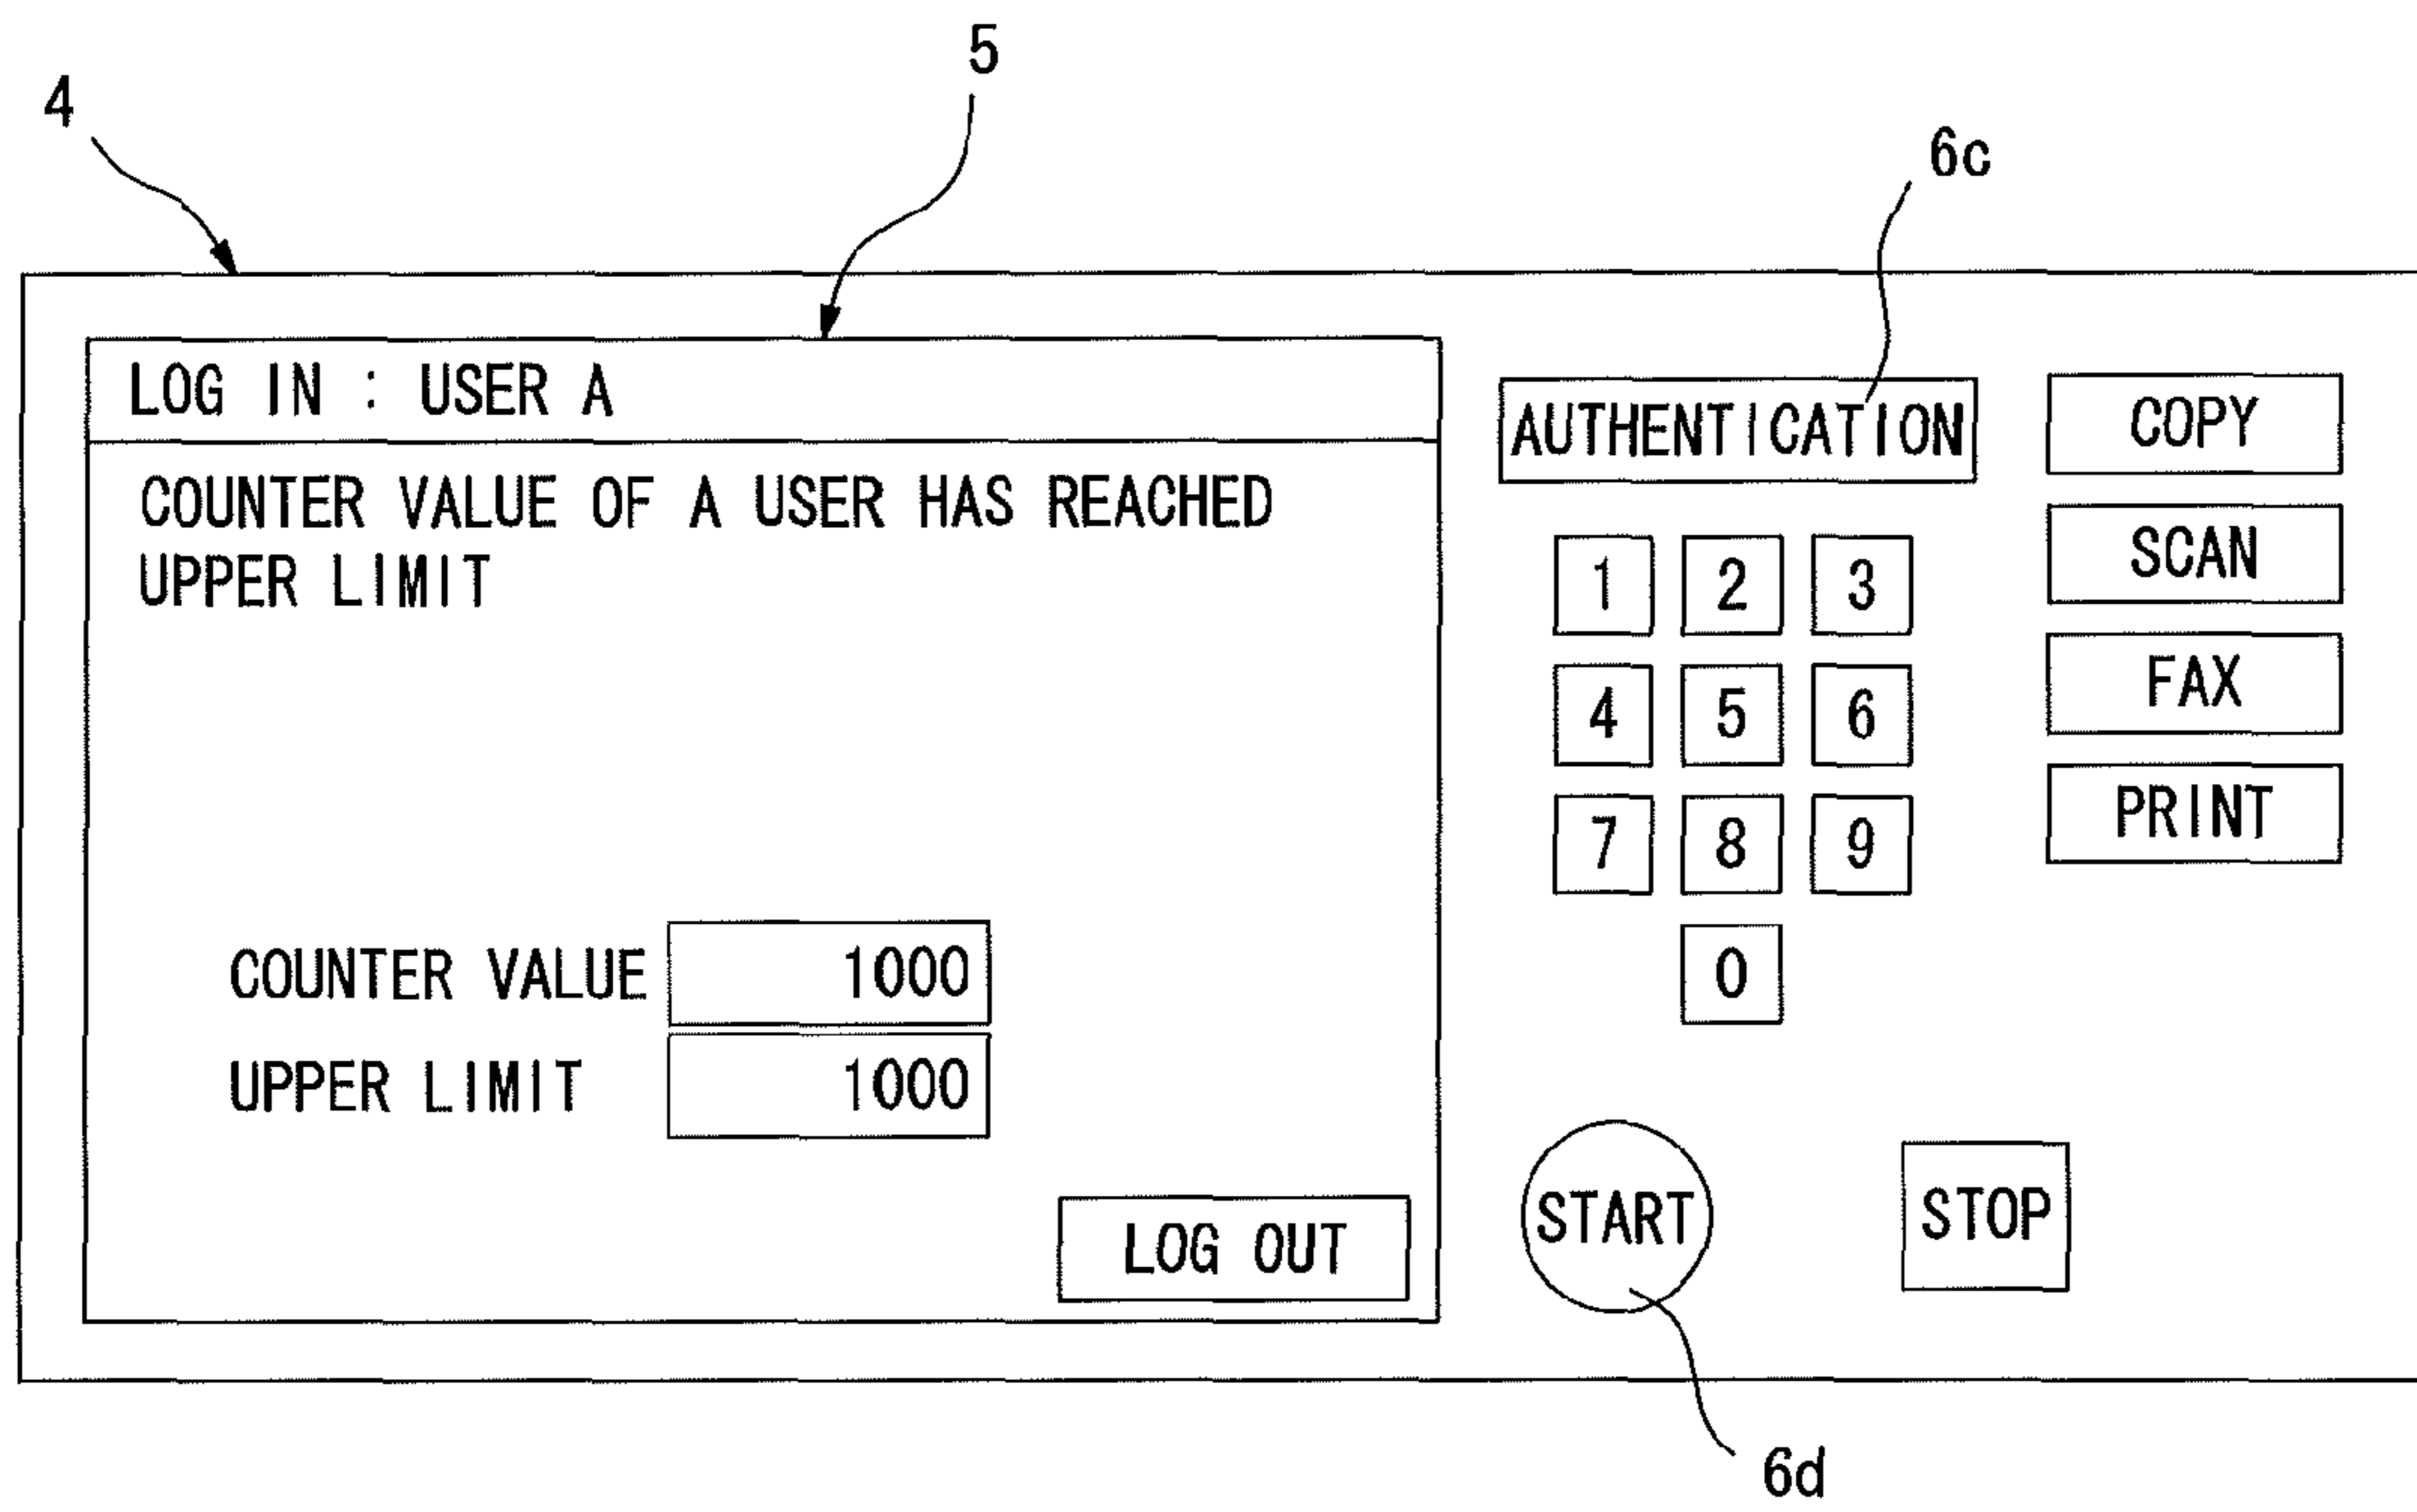 4
5
6c
LOG IN : USER A
COUNTER VALUE OF A USER HAS REACHED
UPPER LIMIT
COUNTER VALUE 1000
UPPER LIMIT 1000
LOG OUT
AUTHENTICATION
1 2 3
4 5 6
7 8 9
0
START
STOP
COPY
SCAN
FAX
PRINT
6d